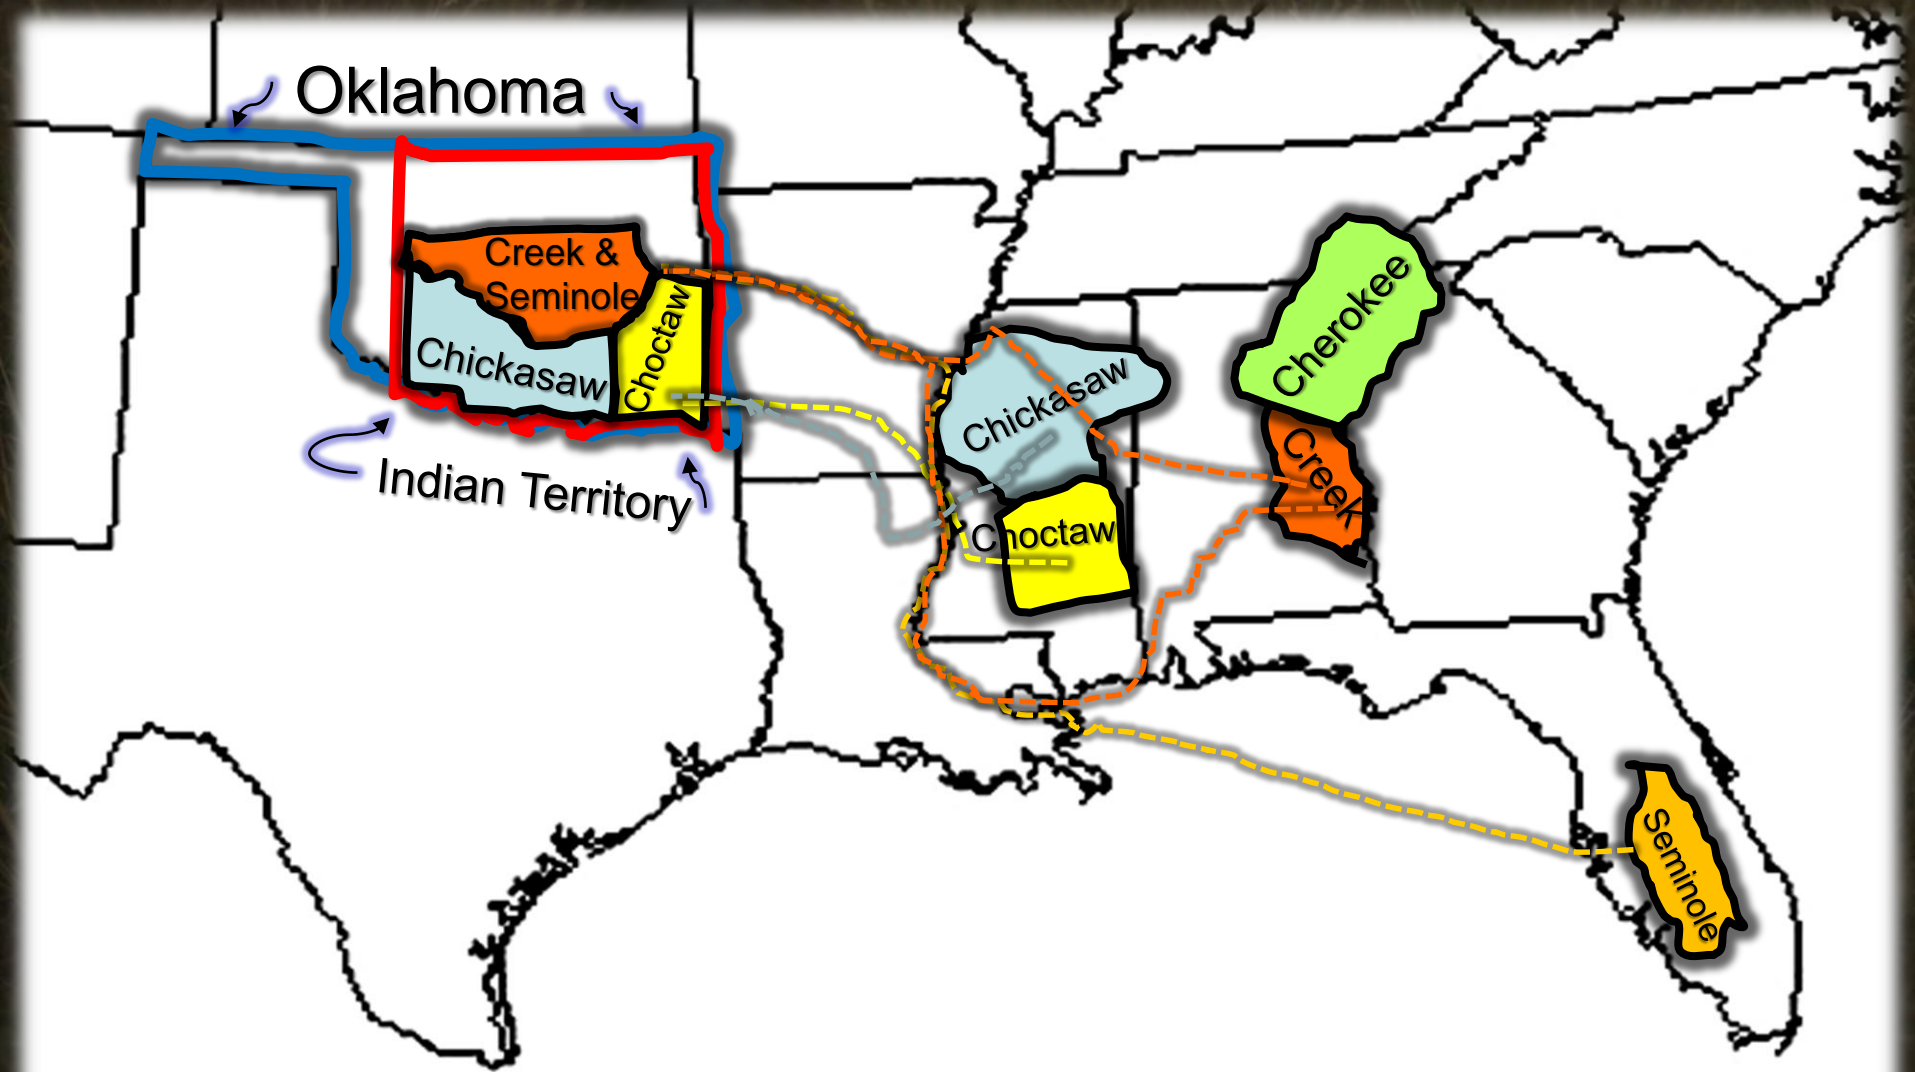 Oklahoma
Creek &
Seminole
Chickasaw
Choctaw
Indian Territory
Chickasaw
Choctaw
Cherokee
Creek
Seminole